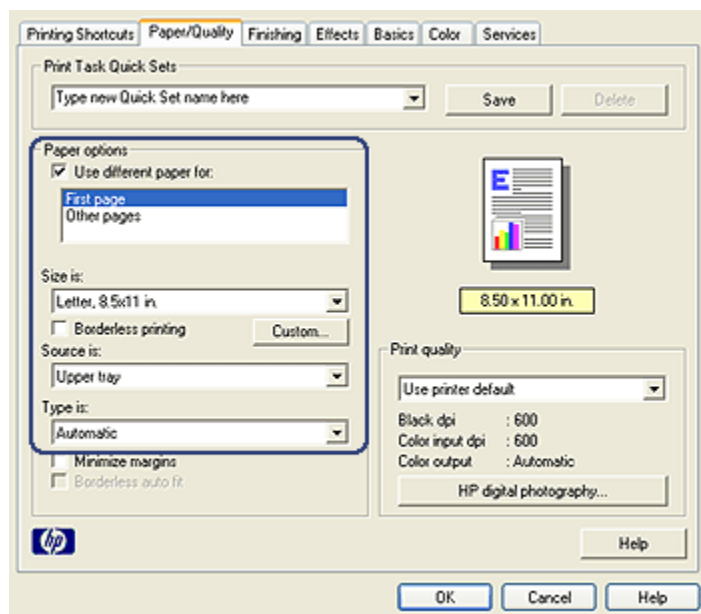 Printing Shortcuts Paper/Quality Finishing Effects Basics Color Services
Print Task Quick Sets
Type new Quick Set name here Save Delete
Paper options
Use different paper for:
First page
Other pages
Size is:
Letter, 8.5x11 in.
Borderless printing Custom...
Source is:
Upper tray
Type is:
Automatic
Minimize margins
Borderless auto fit
E
8.50 x 11.00 in.
Print quality
Use printer default
Black dpi : 600
Color input dpi : 600
Color output : Automatic
HP digital photography...
hp
Help
OK Cancel Help